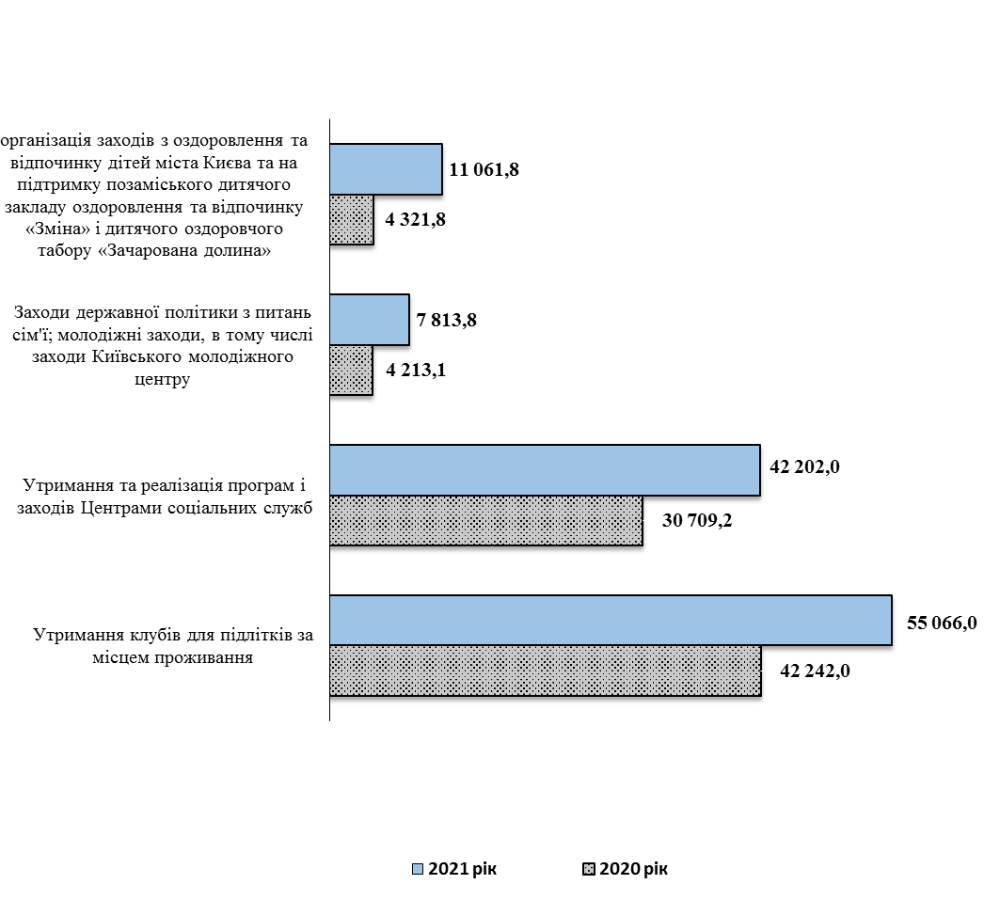 організація заходів з оздоровлення та
відпочинку дітей міста Києва та на
підтримку позаміського дитячого
закладу оздоровлення та відпочинку
«Зміна» і дитячого оздоровчого
табору «Зачарована долина»
11 061,8
4 321,8
Заходи державної політики з питань
сім'ї; молодіжні заходи, в тому числі
заходи Київського молодіжного
центру
7 813,8
4 213,1
Утримання та реалізація програм і
заходів Центрами соціальних служб
42 202,0
30 709,2
Утримання клубів для підлітків за
місцем проживання
55 066,0
42 242,0
2021 рік
2020 рік